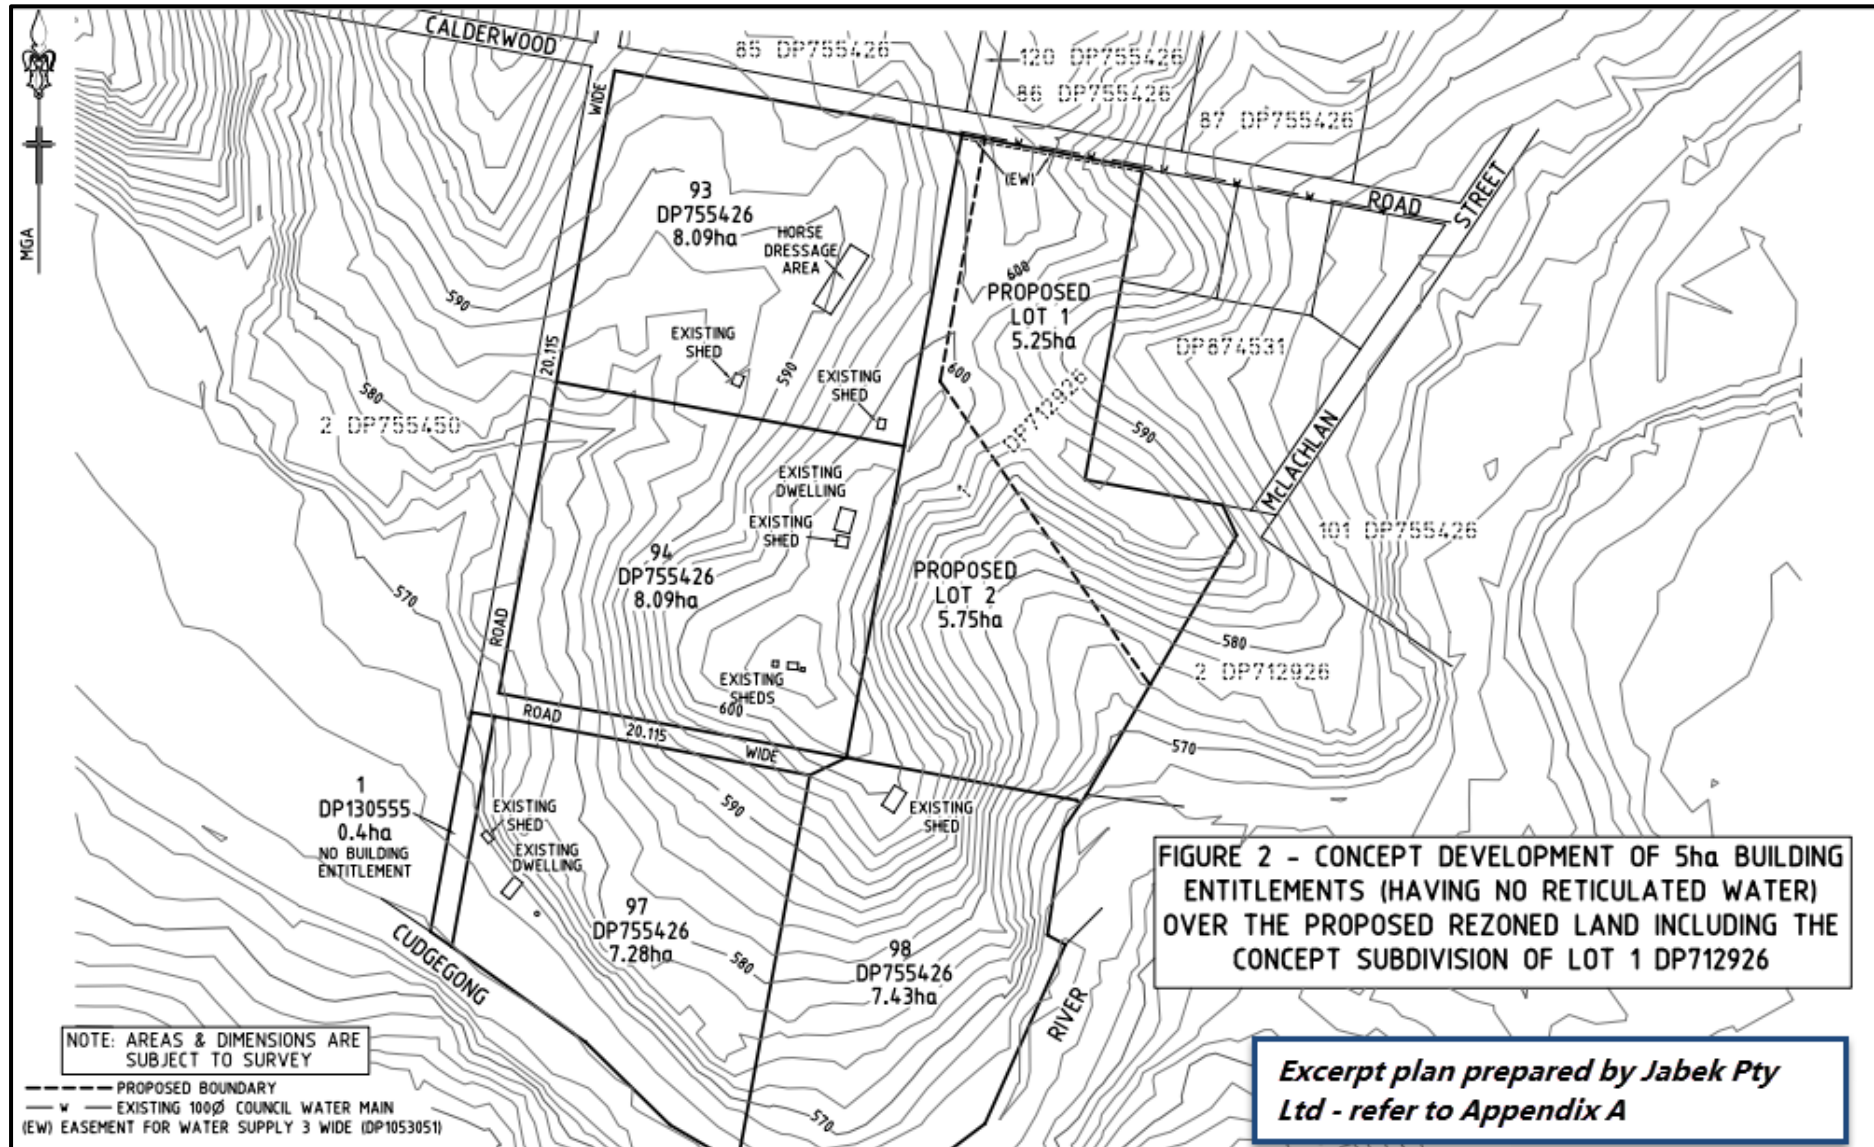 CALDERWOOD
85 DP755426
120 DP755426
86 DP755426
87 DP755426
WIDE
MGA
(EW)
W
W
W
W
W
ROAD
STREET
93
DP755426
8.09ha
HORSE
DRESSAGE
AREA
600
PROPOSED
LOT 1
5.25ha
590
EXISTING
SHED
20.115
590
EXISTING
SHED
600
DP874531
DP712926
580
2 DP755450
590
McLACHLAN
EXISTING
DWELLING
EXISTING
SHED
101 DP755426
94
DP755426
8.09ha
PROPOSED
LOT 2
5.75ha
570
ROAD
580
2 DP712926
EXISTING
SHEDS
600
ROAD
20.115
WIDE
570
1
DP130555
0.4ha
NO BUILDING
ENTITLEMENT
EXISTING
SHED
EXISTING
DWELLING
590
EXISTING
SHED
97
DP755426
7.28ha
580
98
DP755426
7.43ha
CUDGEGONG
RIVER
570
FIGURE 2 - CONCEPT DEVELOPMENT OF 5ha BUILDING
ENTITLEMENTS (HAVING NO RETICULATED WATER)
OVER THE PROPOSED REZONED LAND INCLUDING THE
CONCEPT SUBDIVISION OF LOT 1 DP712926
NOTE: AREAS & DIMENSIONS ARE
SUBJECT TO SURVEY
PROPOSED BOUNDARY
W EXISTING 100Ø COUNCIL WATER MAIN
(EW) EASEMENT FOR WATER SUPPLY 3 WIDE (DP1053051)
Excerpt plan prepared by Jabek Pty
Ltd - refer to Appendix A